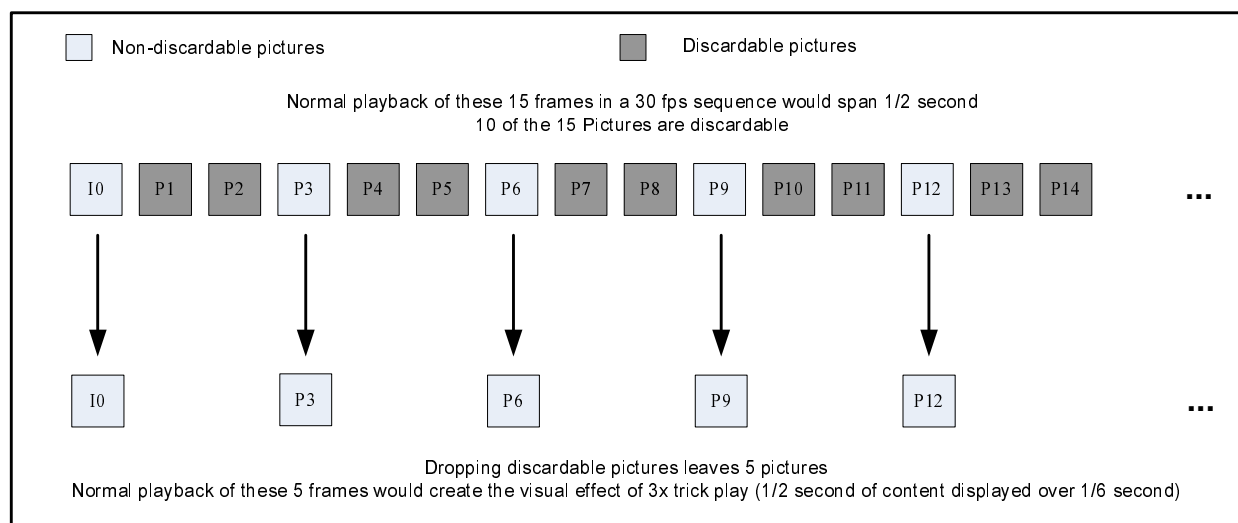 Non-discardable pictures
Discardable pictures
Normal playback of these 15 frames in a 30 fps sequence would span 1/2 second
10 of the 15 Pictures are discardable
I0 P1 P2 P3 P4 P5 P6 P7 P8 P9 P10 P11 P12 P13 P14 ...
I0 P3 P6 P9 P12 ...
Dropping discardable pictures leaves 5 pictures
Normal playback of these 5 frames would create the visual effect of 3x trick play (1/2 second of content displayed over 1/6 second)